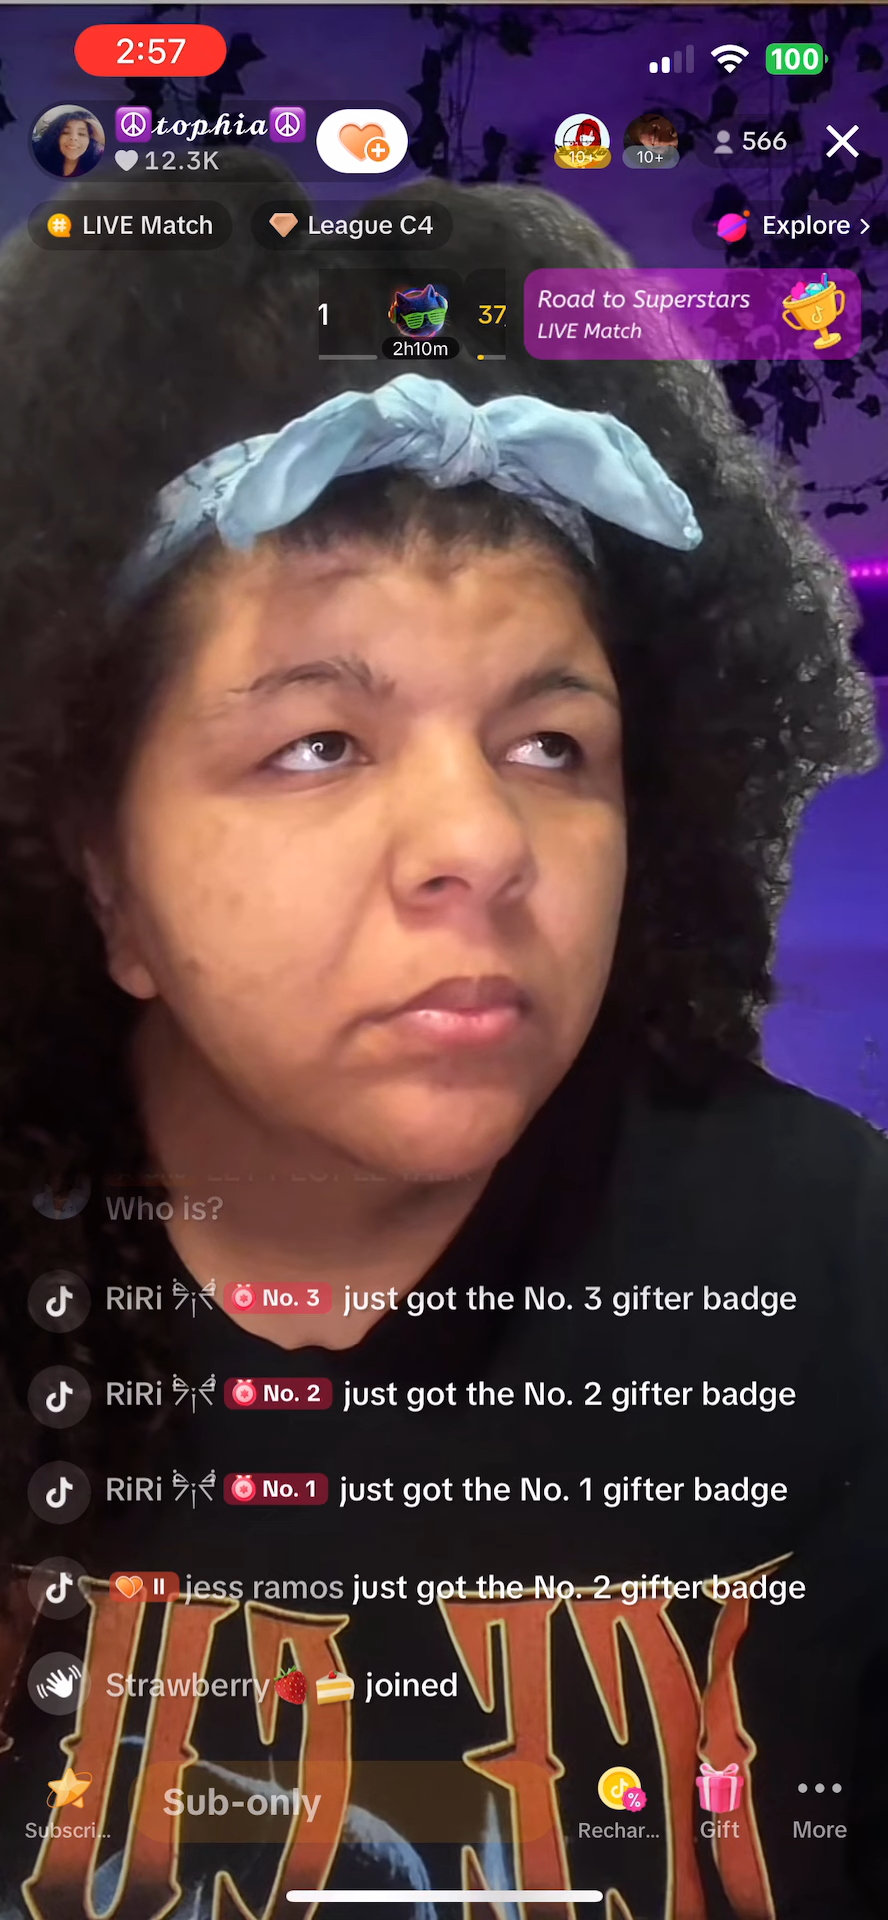 2:57
100
☮️𝓽𝓸𝓹𝓱𝓲𝓪☮️
12.3K
10+
10+
566
LIVE Match
League C4
Explore >
1
2h10m
37
Road to Superstars
LIVE Match
Who is?
RiRi No. 3 just got the No. 3 gifter badge
RiRi No. 2 just got the No. 2 gifter badge
RiRi No. 1 just got the No. 1 gifter badge
II jess ramos just got the No. 2 gifter badge
Strawberry🍓🍰 joined
Sub-only
Subscri...
Rechar...
Gift
More